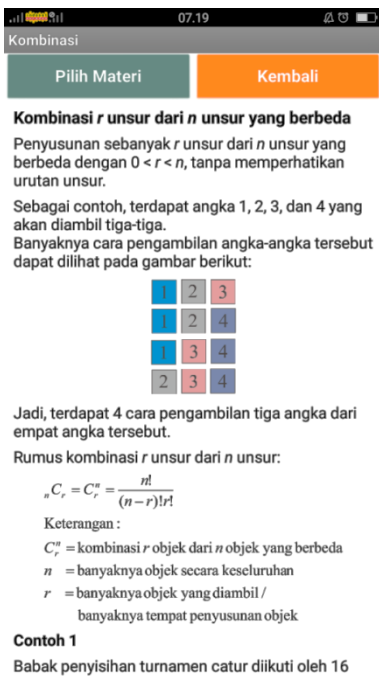 07.19
Kombinasi
Pilih Materi
Kembali
Kombinasi r unsur dari n unsur yang berbeda
Penyusunan sebanyak r unsur dari n unsur yang
berbeda dengan 0 < r < n, tanpa memperhatikan
urutan unsur.
Sebagai contoh, terdapat angka 1, 2, 3, dan 4 yang
akan diambil tiga-tiga.
Banyaknya cara pengambilan angka-angka tersebut
dapat dilihat pada gambar berikut:
1 2 3
1 2 4
1 3 4
2 3 4
Jadi, terdapat 4 cara pengambilan tiga angka dari
empat angka tersebut.
Rumus kombinasi r unsur dari n unsur:
ₙCᵣ = Cᵣⁿ = n! / (n − r)!r!
Keterangan :
Cᵣⁿ = kombinasi r objek dari n objek yang berbeda
n = banyaknya objek secara keseluruhan
r = banyaknya objek yang diambil /
banyaknya tempat penyusunan objek
Contoh 1
Babak penyisihan turnamen catur diikuti oleh 16